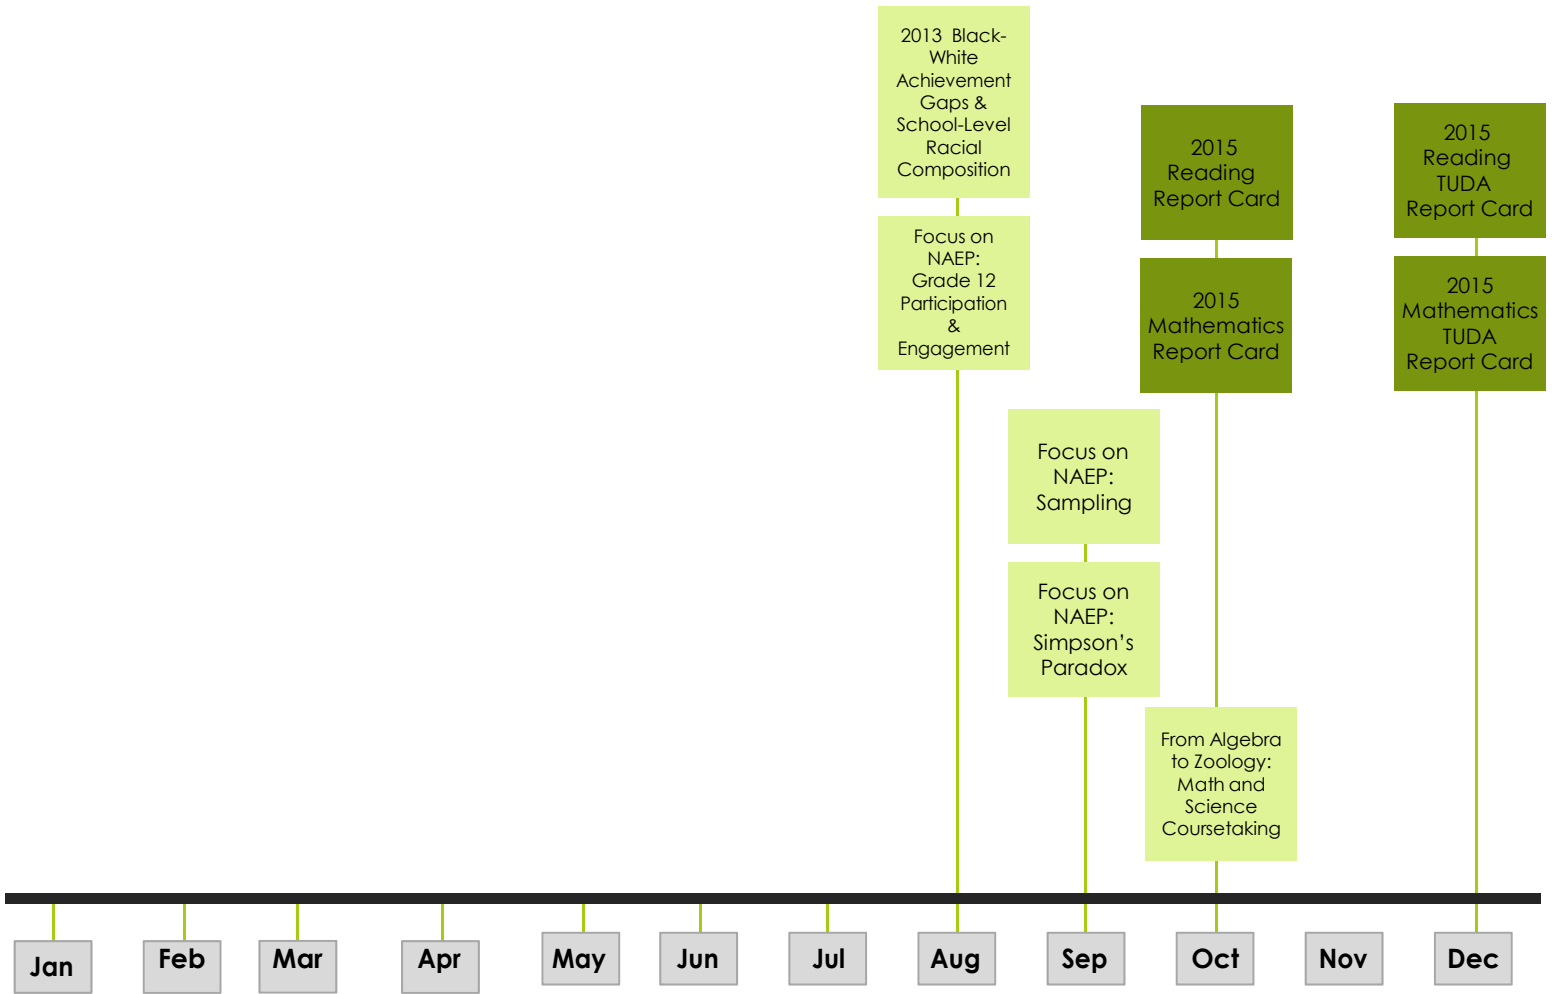 2013 Black-
White
Achievement
Gaps &
School-Level
Racial
Composition
Focus on
NAEP:
Grade 12
Participation
&
Engagement
Focus on
NAEP:
Sampling
Focus on
NAEP:
Simpson’s
Paradox
2015
Reading
Report Card
2015
Mathematics
Report Card
From Algebra
to Zoology:
Math and
Science
Coursetaking
2015
Reading
TUDA
Report Card
2015
Mathematics
TUDA
Report Card
Jan
Feb
Mar
Apr
May
Jun
Jul
Aug
Sep
Oct
Nov
Dec